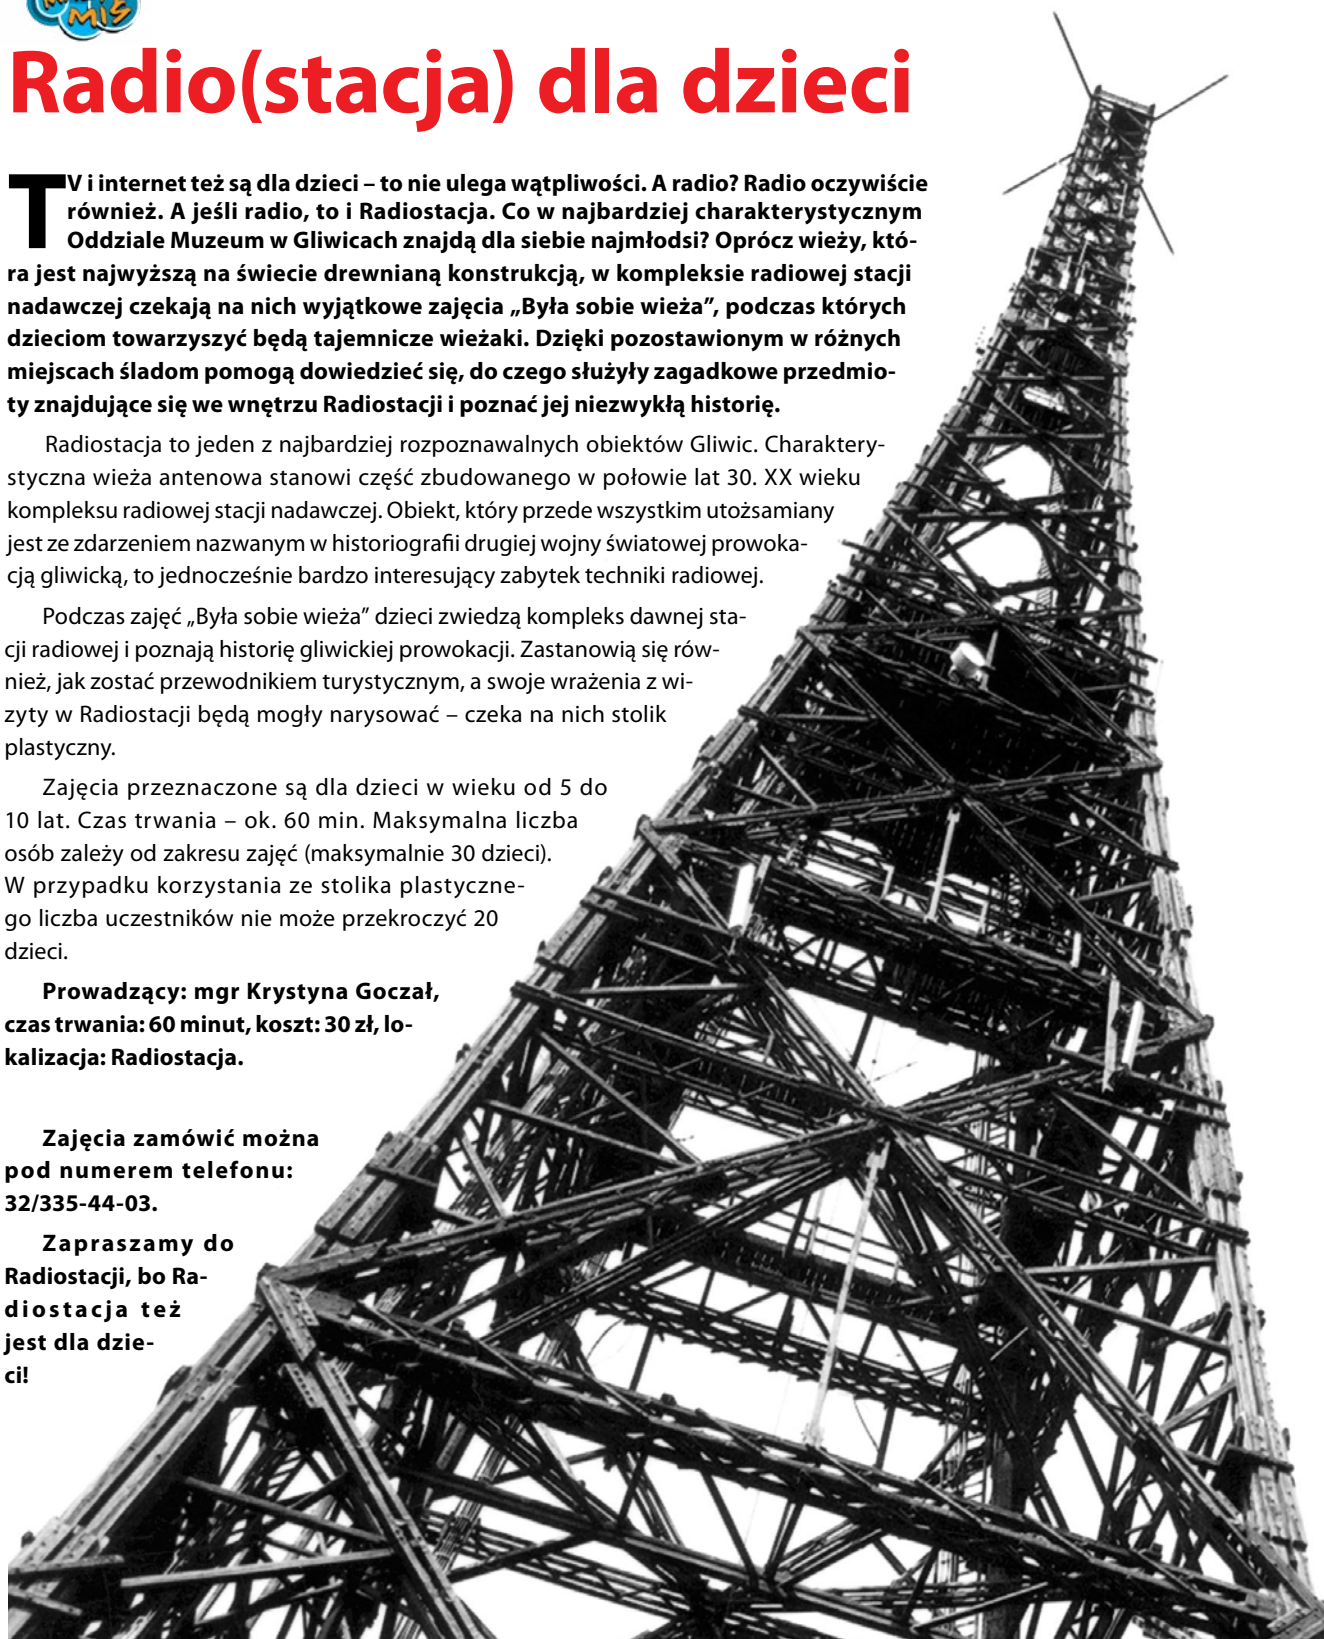 MIŚ
Radio(stacja) dla dzieci
TV i internet też są dla dzieci – to nie ulega wątpliwości. A radio? Radio oczywiście
również. A jeśli radio, to i Radiostacja. Co w najbardziej charakterystycznym
Oddziale Muzeum w Gliwicach znajdą dla siebie najmłodsi? Oprócz wieży, któ-
ra jest najwyższą na świecie drewnianą konstrukcją, w kompleksie radiowej stacji
nadawczej czekają na nich wyjątkowe zajęcia „Była sobie wieża”, podczas których
dzieciom towarzyszyć będą tajemnicze wieżaki. Dzięki pozostawionym w różnych
miejscach śladom pomogą dowiedzieć się, do czego służyły zagadkowe przedmio-
ty znajdujące się we wnętrzu Radiostacji i poznać jej niezwykłą historię.
Radiostacja to jeden z najbardziej rozpoznawalnych obiektów Gliwic. Charaktery-
styczna wieża antenowa stanowi część zbudowanego w połowie lat 30. XX wieku
kompleksu radiowej stacji nadawczej. Obiekt, który przede wszystkim utożsamiany
jest ze zdarzeniem nazwanym w historiografii drugiej wojny światowej prowoka-
cją gliwicką, to jednocześnie bardzo interesujący zabytek techniki radiowej.
Podczas zajęć „Była sobie wieża” dzieci zwiedzą kompleks dawnej sta-
cji radiowej i poznają historię gliwickiej prowokacji. Zastanowią się rów-
nież, jak zostać przewodnikiem turystycznym, a swoje wrażenia z wi-
zyty w Radiostacji będą mogły narysować – czeka na nich stolik
plastyczny.
Zajęcia przeznaczone są dla dzieci w wieku od 5 do
10 lat. Czas trwania – ok. 60 min. Maksymalna liczba
osób zależy od zakresu zajęć (maksymalnie 30 dzieci).
W przypadku korzystania ze stolika plastyczne-
go liczba uczestników nie może przekroczyć 20
dzieci.
Prowadzący: mgr Krystyna Goczał,
czas trwania: 60 minut, koszt: 30 zł, lo-
kalizacja: Radiostacja.
Zajęcia zamówić można
pod numerem telefonu:
32/335-44-03.
Zapraszamy do
Radiostacji, bo Ra-
diostacja też
jest dla dzie-
ci!